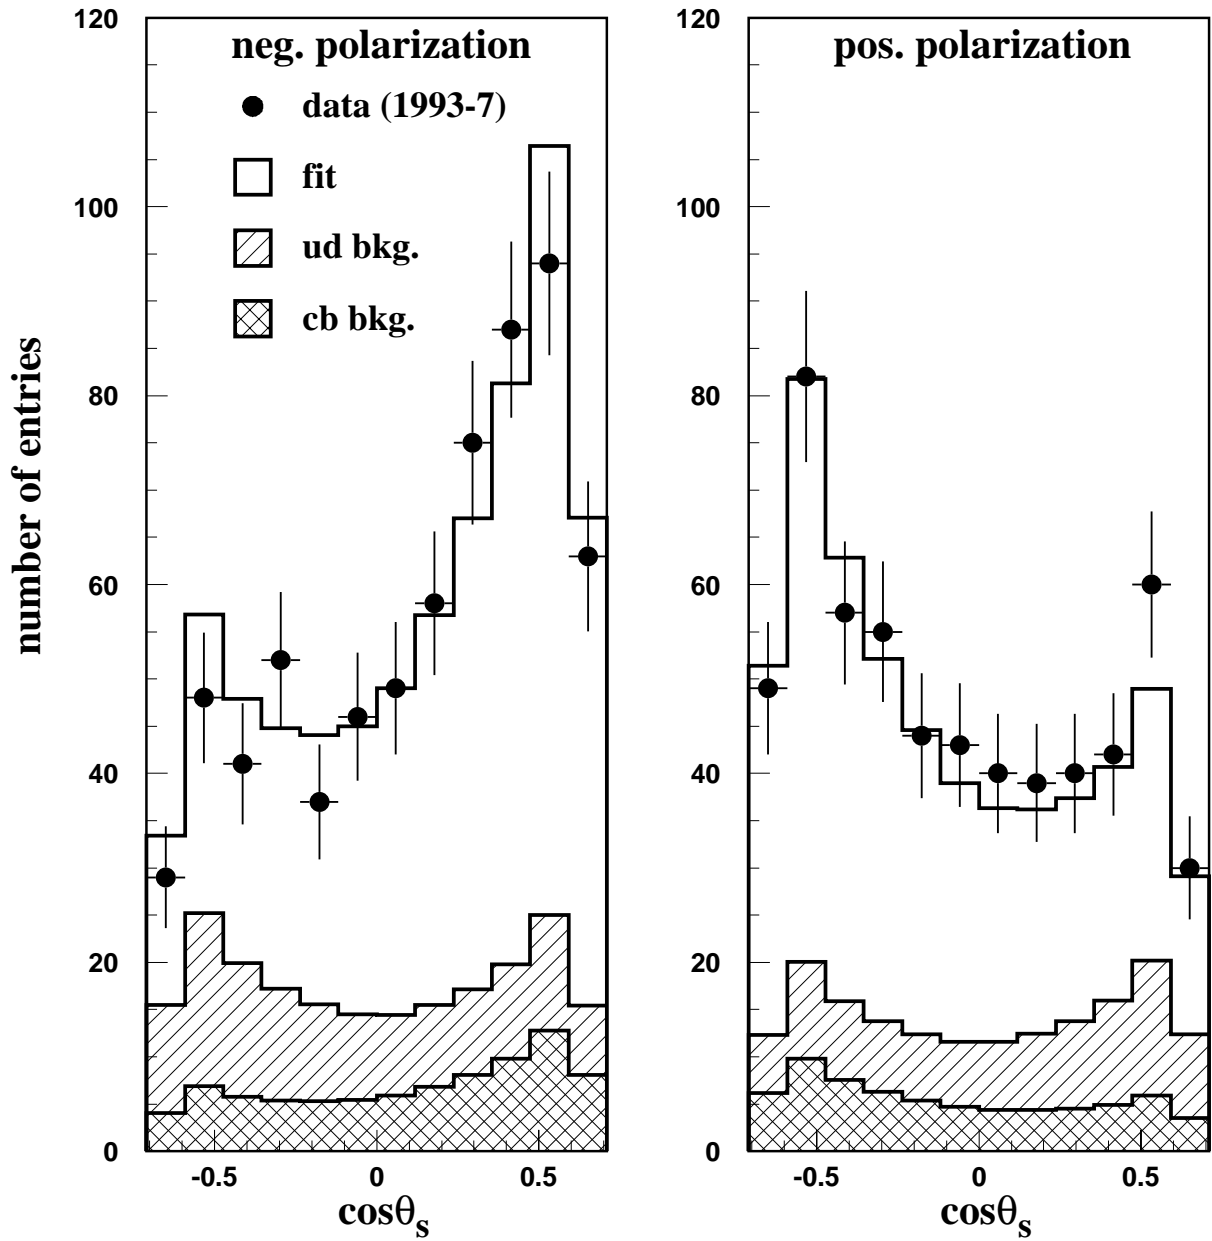 neg. polarization
data (1993-7)
fit
ud bkg.
cb bkg.
number of entries
120
100
80
60
40
20
0
-0.5 0 0.5
cosθs
pos. polarization
120
100
80
60
40
20
0
-0.5 0 0.5
cosθs